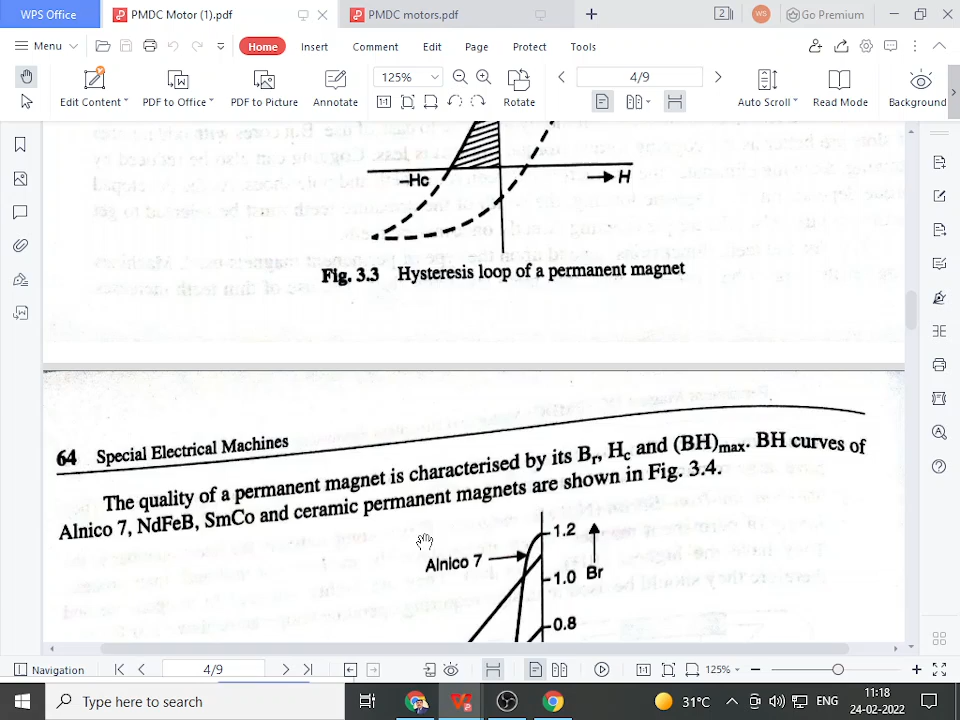 WPS Office
PMDC Motor (1).pdf
PMDC motors.pdf
2
WS
Go Premium
Menu
Home
Insert
Comment
Edit
Page
Protect
Tools
125%
4/9
Edit Content
PDF to Office
PDF to Picture
Annotate
Rotate
Auto Scroll
Read Mode
Background
–Hc
H
Fig. 3.3 Hysteresis loop of a permanent magnet
64 Special Electrical Machines
The quality of a permanent magnet is characterised by its Br, Hc and (BH)max. BH curves of
Alnico 7, NdFeB, SmCo and ceramic permanent magnets are shown in Fig. 3.4.
1.2
Alnico 7
1.0 Br
0.8
Navigation
4/9
125%
Type here to search
31°C
ENG
11:18
24-02-2022